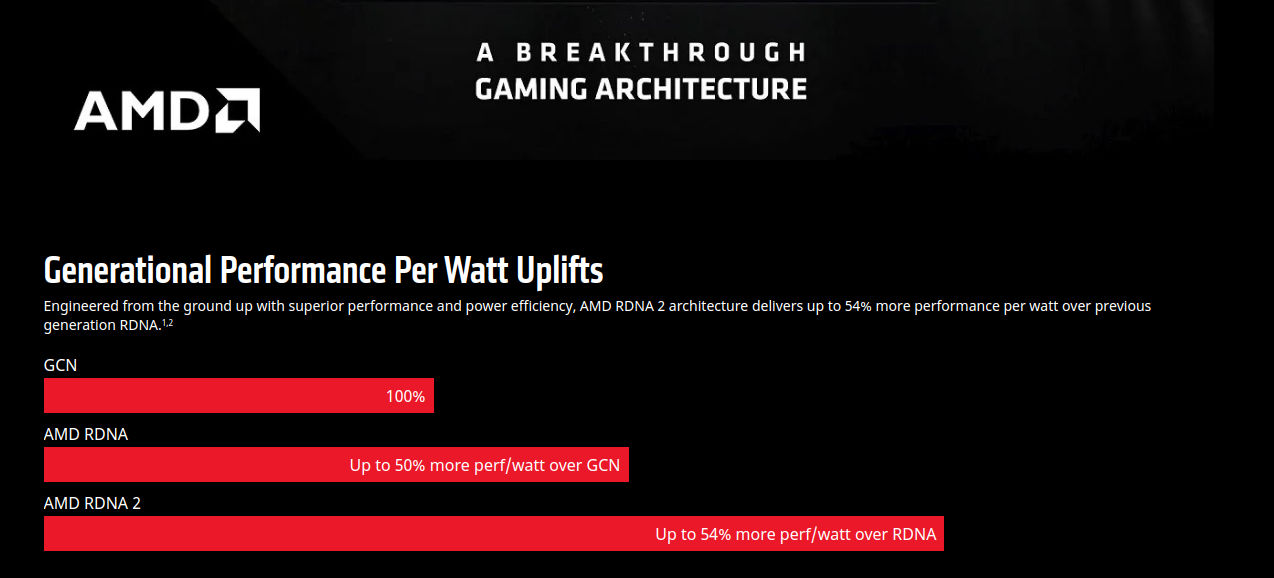 A BREAKTHROUGH
GAMING ARCHITECTURE
AMD
Generational Performance Per Watt Uplifts
Engineered from the ground up with superior performance and power efficiency, AMD RDNA 2 architecture delivers up to 54% more performance per watt over previous
generation RDNA.1,2
GCN
100%
AMD RDNA
Up to 50% more perf/watt over GCN
AMD RDNA 2
Up to 54% more perf/watt over RDNA